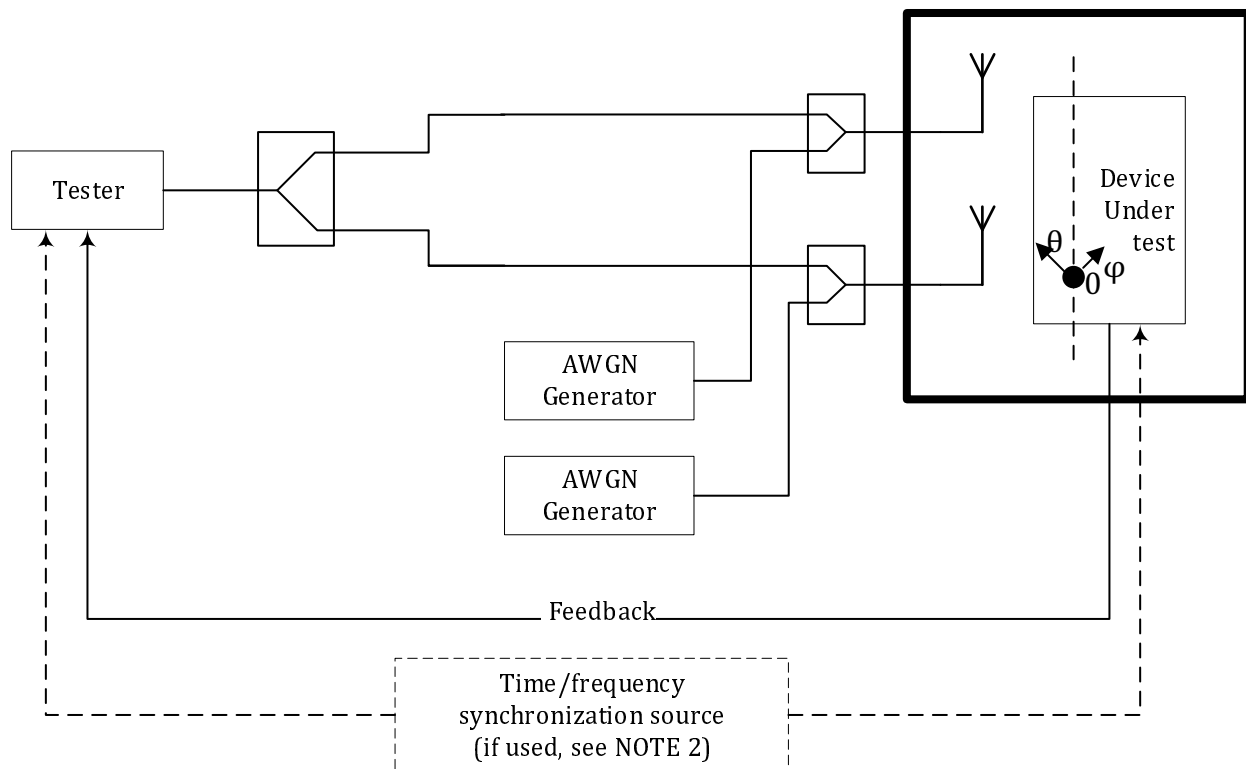 Tester
Device
Under
test
θ
φ
0
AWGN
Generator
AWGN
Generator
Feedback
Time/frequency
synchronization source
(if used, see NOTE 2)